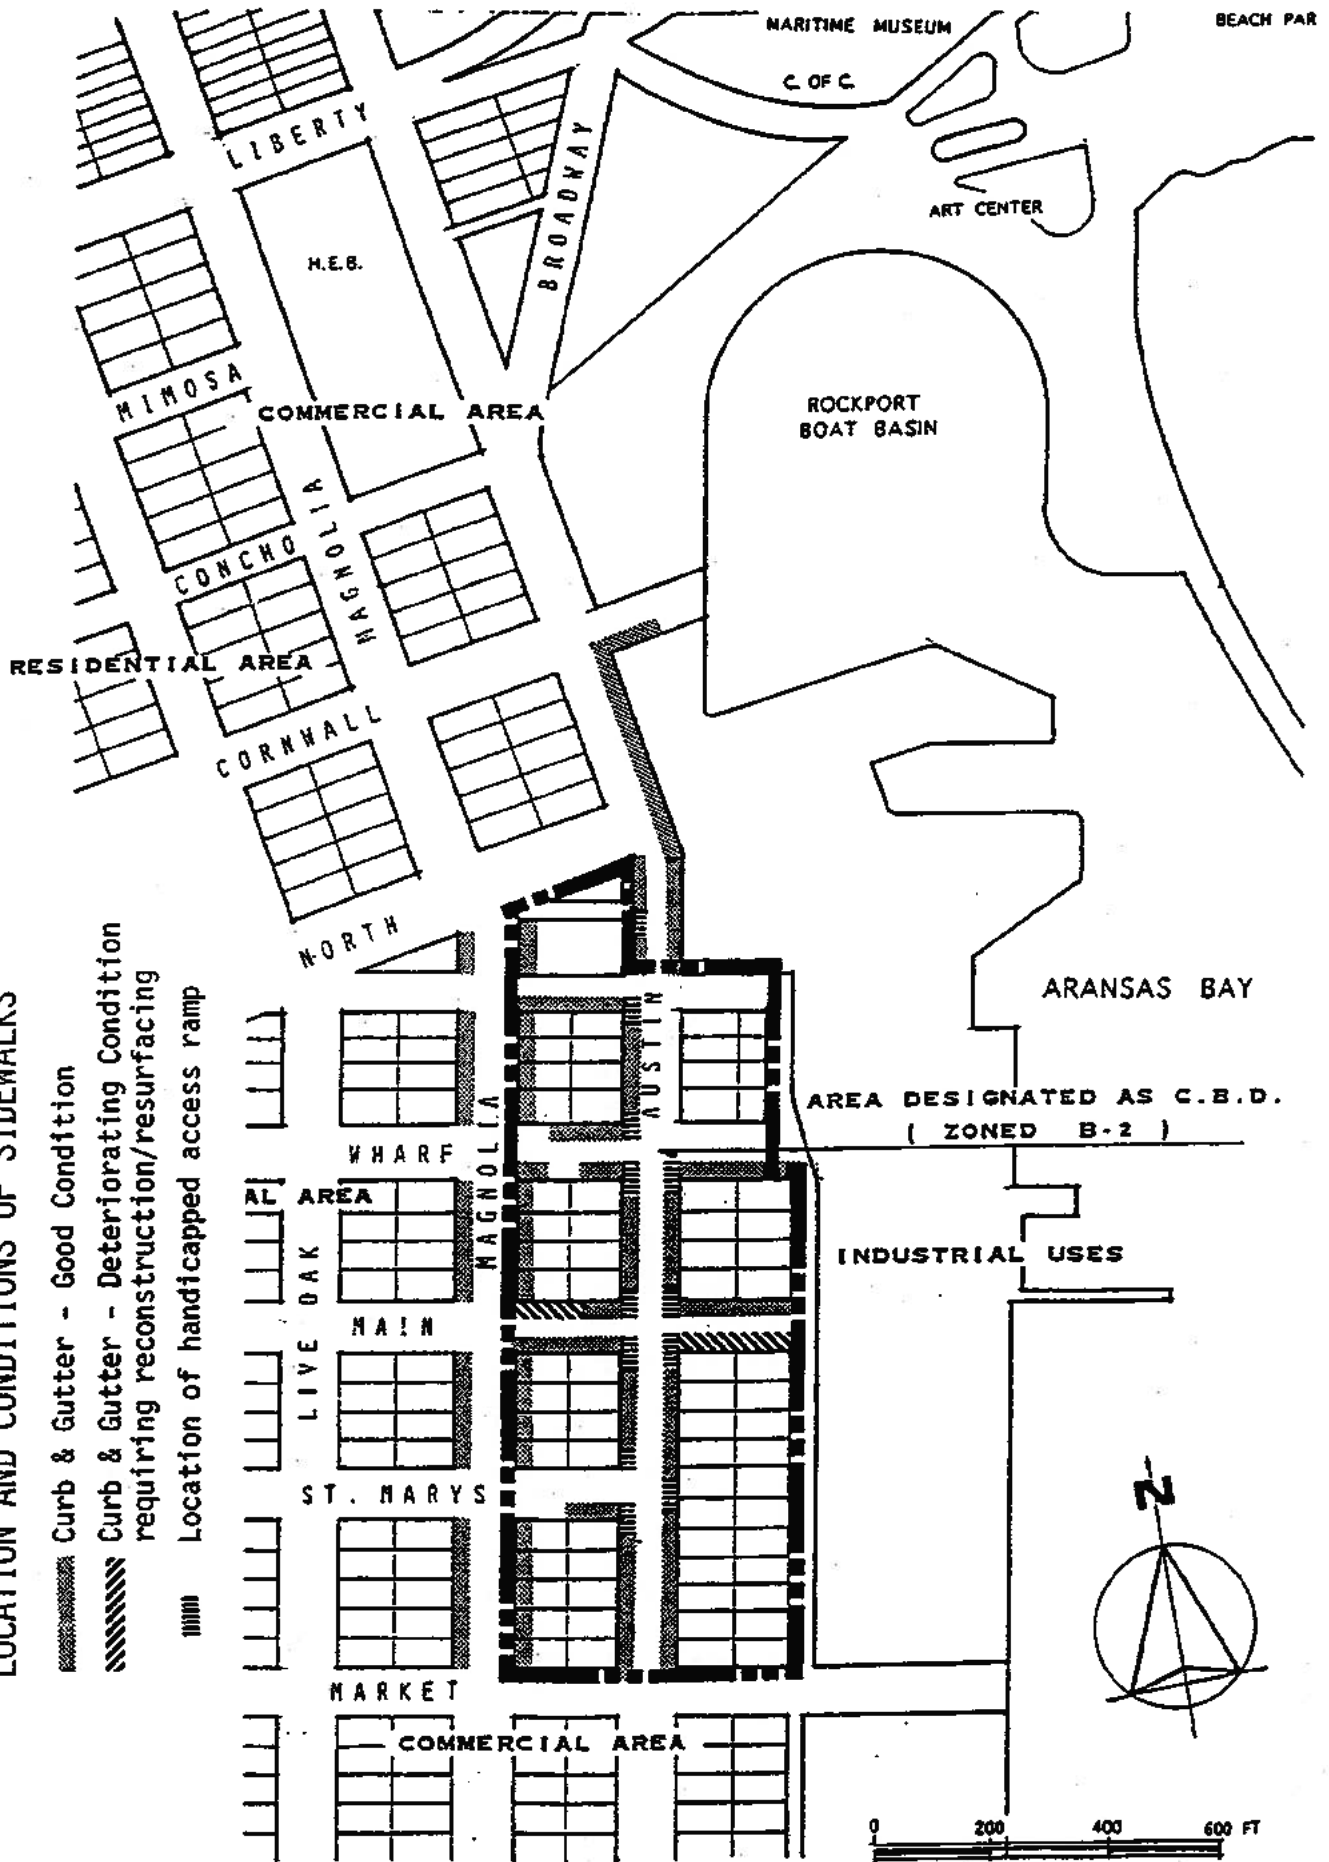 MARITIME MUSEUM
BEACH PAR
C. OF C.
LIBERTY
BROADWAY
ART CENTER
H.E.B.
MIMOSA
COMMERCIAL AREA
ROCKPORT
BOAT BASIN
MAGNOLIA
CONCHO
RESIDENTIAL AREA
CORNWALL
NORTH
ARANSAS BAY
AUSTIN
AREA DESIGNATED AS C.B.D.
( ZONED B-2 )
WHARF
MAGNOLIA
AL AREA
INDUSTRIAL USES
LIVE OAK
MAIN
ST. MARYS
N
MARKET
COMMERCIAL AREA
0 200 400 600 FT
LOCATION AND CONDITIONS OF SIDEWALKS
Curb & Gutter - Good Condition
Curb & Gutter - Deteriorating Condition
requiring reconstruction/resurfacing
Location of handicapped access ramp